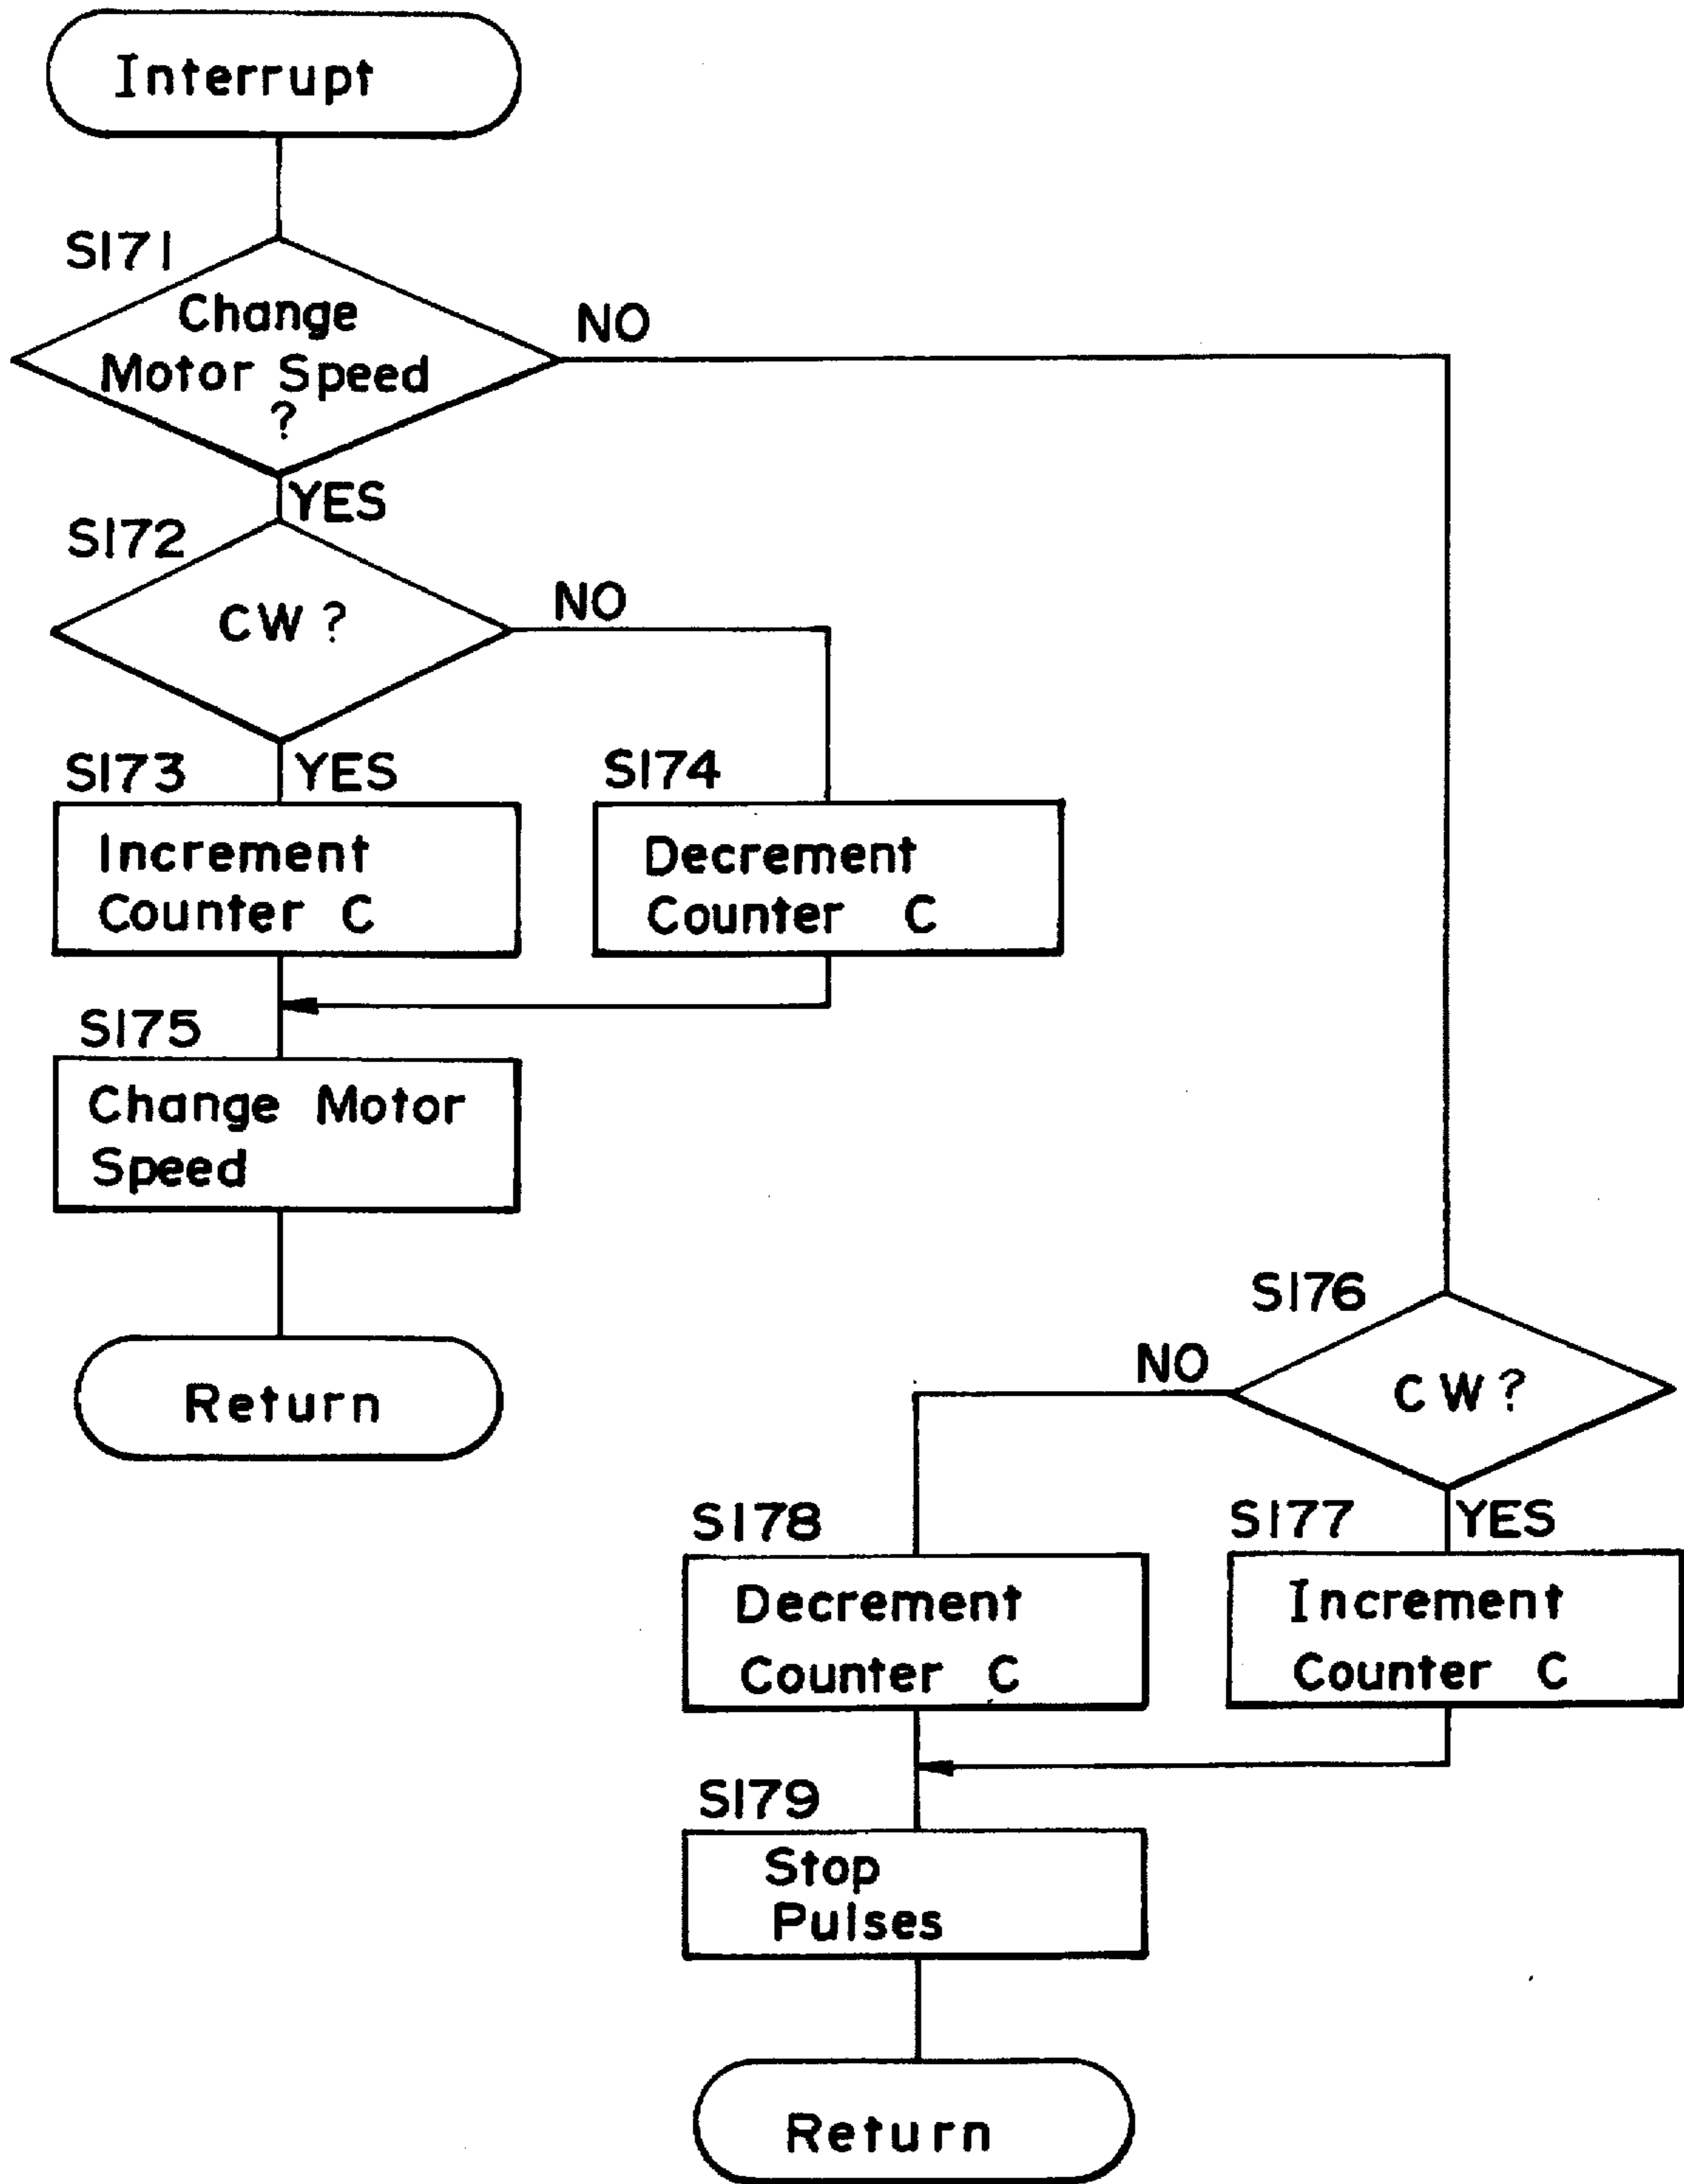 Interrupt
S171
Change
Motor Speed
?
NO
YES
S172
CW?
NO
S173
YES
S174
Increment
Counter C
Decrement
Counter C
S175
Change Motor
Speed
Return
S176
NO
CW?
S178
S177
YES
Decrement
Counter C
Increment
Counter C
S179
Stop
Pulses
Return